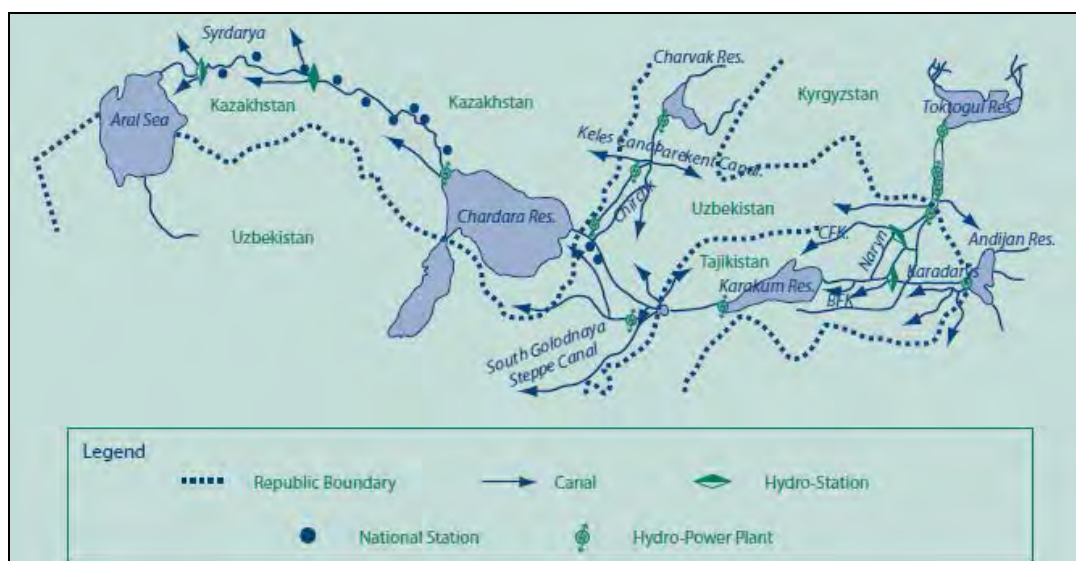 Syrdarya
Charvak Res.
Kazakhstan
Kazakhstan
Kyrgyzstan
Toktogul Res.
Aral Sea
Keles Canal
Parekent Canal.
Chirchik
Uzbekistan
Chardara Res.
Uzbekistan
CFK.
Naryn
Andijan Res.
Tajikistan
Karakum Res.
Karadarya
BFK
South Golodnaya
Steppe Canal
Legend
Republic Boundary
Canal
Hydro-Station
National Station
Hydro-Power Plant